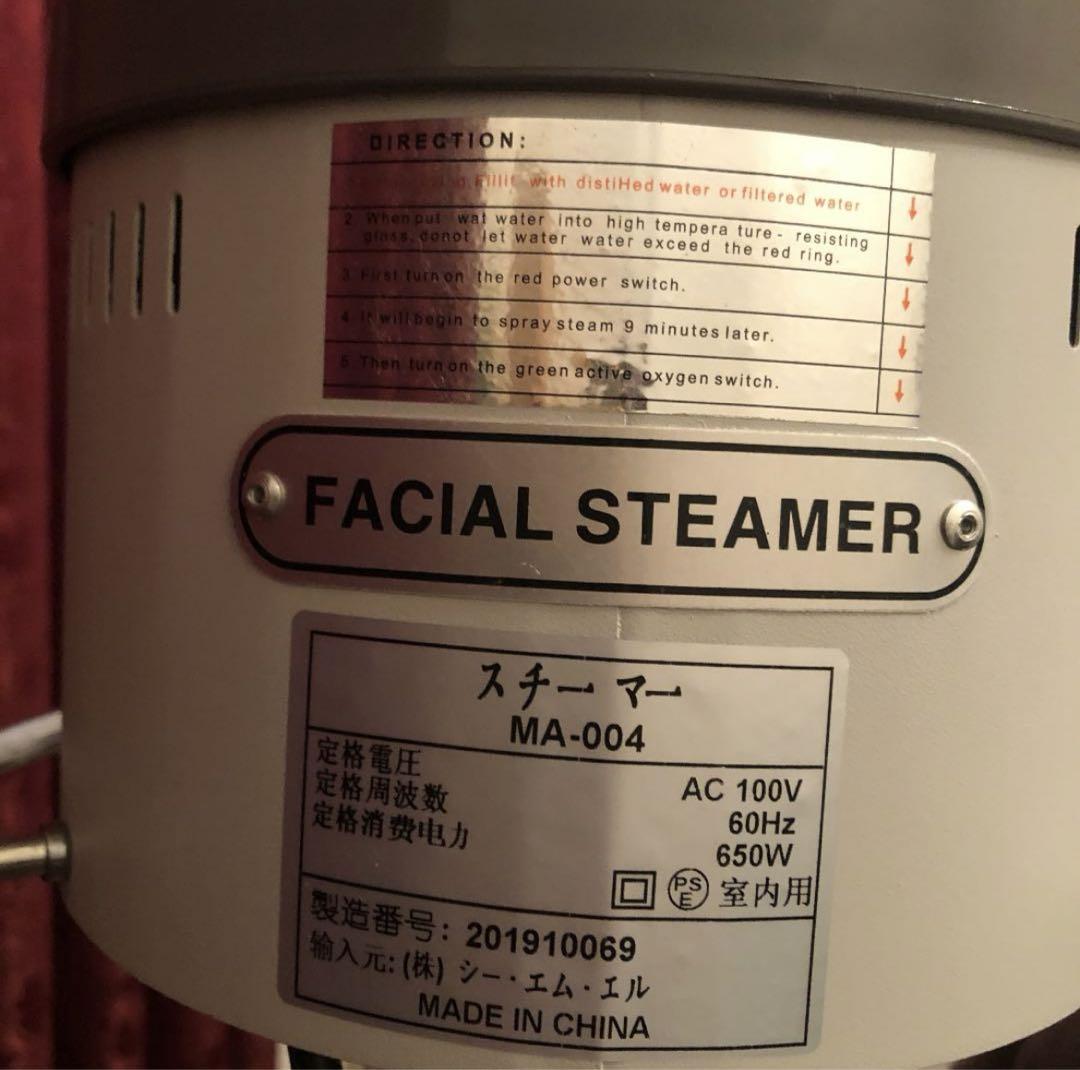 DIRECTION:
Fillit with distiHed water or filtered water
2 When put wat water into high tempera ture - resisting
glass, donot let water water exceed the red ring.
3 First turn on the red power switch.
4 It will begin to spray steam 9 minutes later.
5 Then turn on the green active oxygen switch.
FACIAL STEAMER
スチーマー
MA-004
定格電圧 AC 100V
定格周波数 60Hz
定格消费电力 650W
PSE 室内用
製造番号: 201910069
输入元: (株) シー・エム・エル
MADE IN CHINA